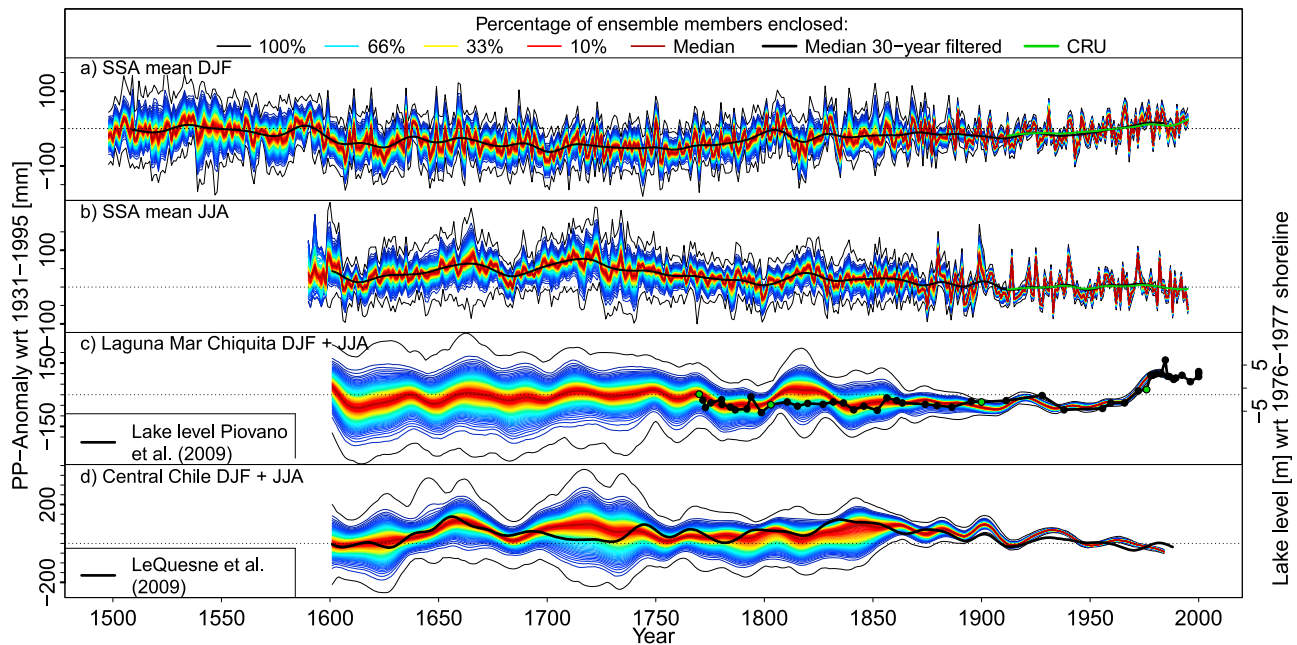 Percentage of ensemble members enclosed:
100% 66% 33% 10% Median Median 30−year filtered CRU
a) SSA mean DJF
100
−100
b) SSA mean JJA
100
−100
c) Laguna Mar Chiquita DJF + JJA
150
−150
5
−5
Lake level Piovano
et al. (2009)
d) Central Chile DJF + JJA
200
−200
LeQuesne et al.
(2009)
PP−Anomaly wrt 1931−1995 [mm]
Lake level [m] wrt 1976−1977 shoreline
1500 1550 1600 1650 1700 1750 1800 1850 1900 1950 2000
Year